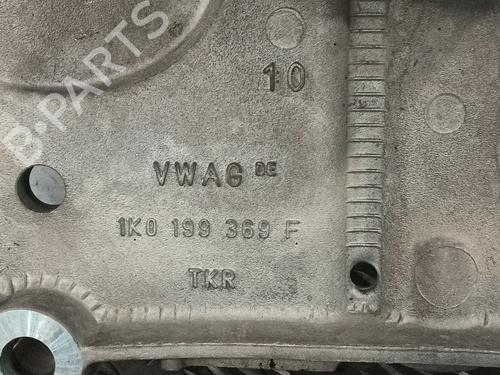 B-PARTS
10
VWAG DE
1K0 199 369 F
TKR